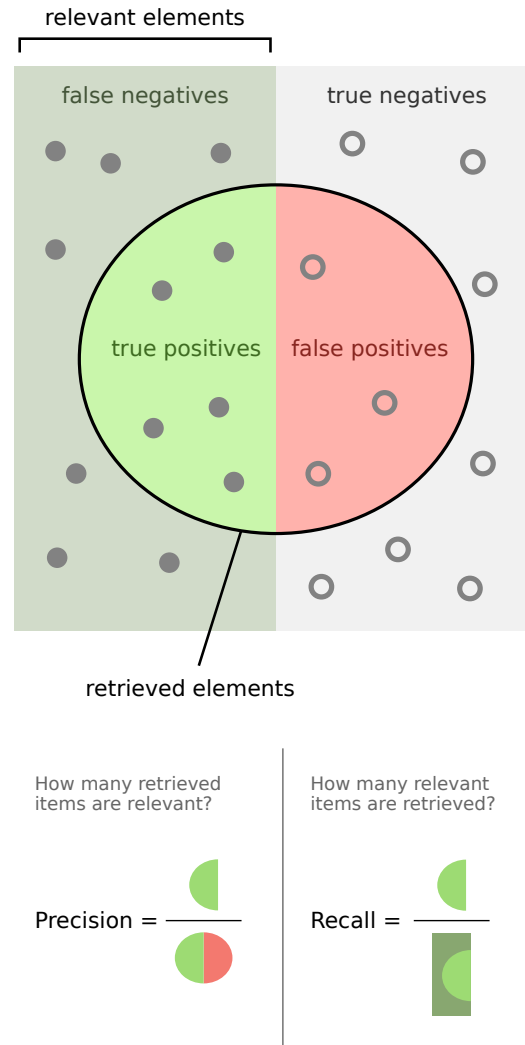 relevant elements
false negatives
true negatives
true positives
false positives
retrieved elements
How many retrieved
items are relevant?
Precision =
How many relevant
items are retrieved?
Recall =